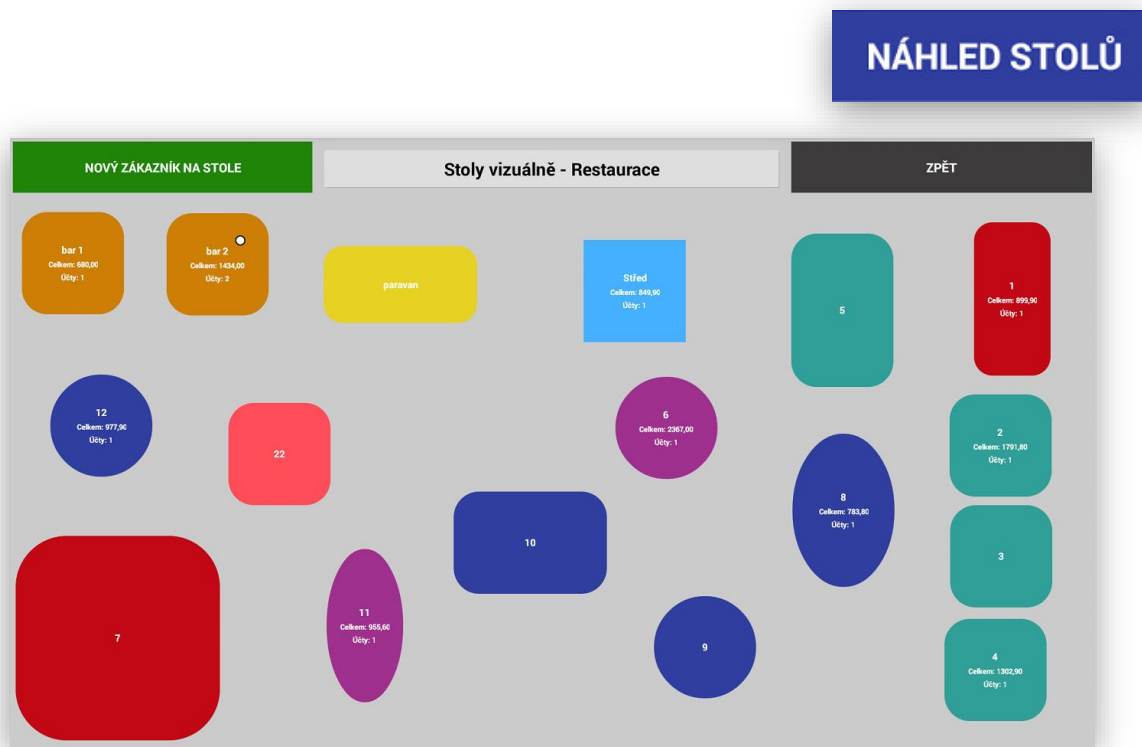 NÁHLED STOLŮ
NOVÝ ZÁKAZNÍK NA STOLE
Stoly vizuálně - Restaurace
ZPĚT
bar 1
Celkem: 680,00
Účty: 1
bar 2
Celkem: 1434,00
Účty: 2
paravan
Střed
Celkem: 849,90
Účty: 1
5
1
Celkem: 899,90
Účty: 1
12
Celkem: 977,90
Účty: 1
22
6
Celkem: 2367,00
Účty: 1
2
Celkem: 1791,80
Účty: 1
8
Celkem: 783,80
Účty: 1
10
3
7
11
Celkem: 955,60
Účty: 1
9
4
Celkem: 1302,90
Účty: 1